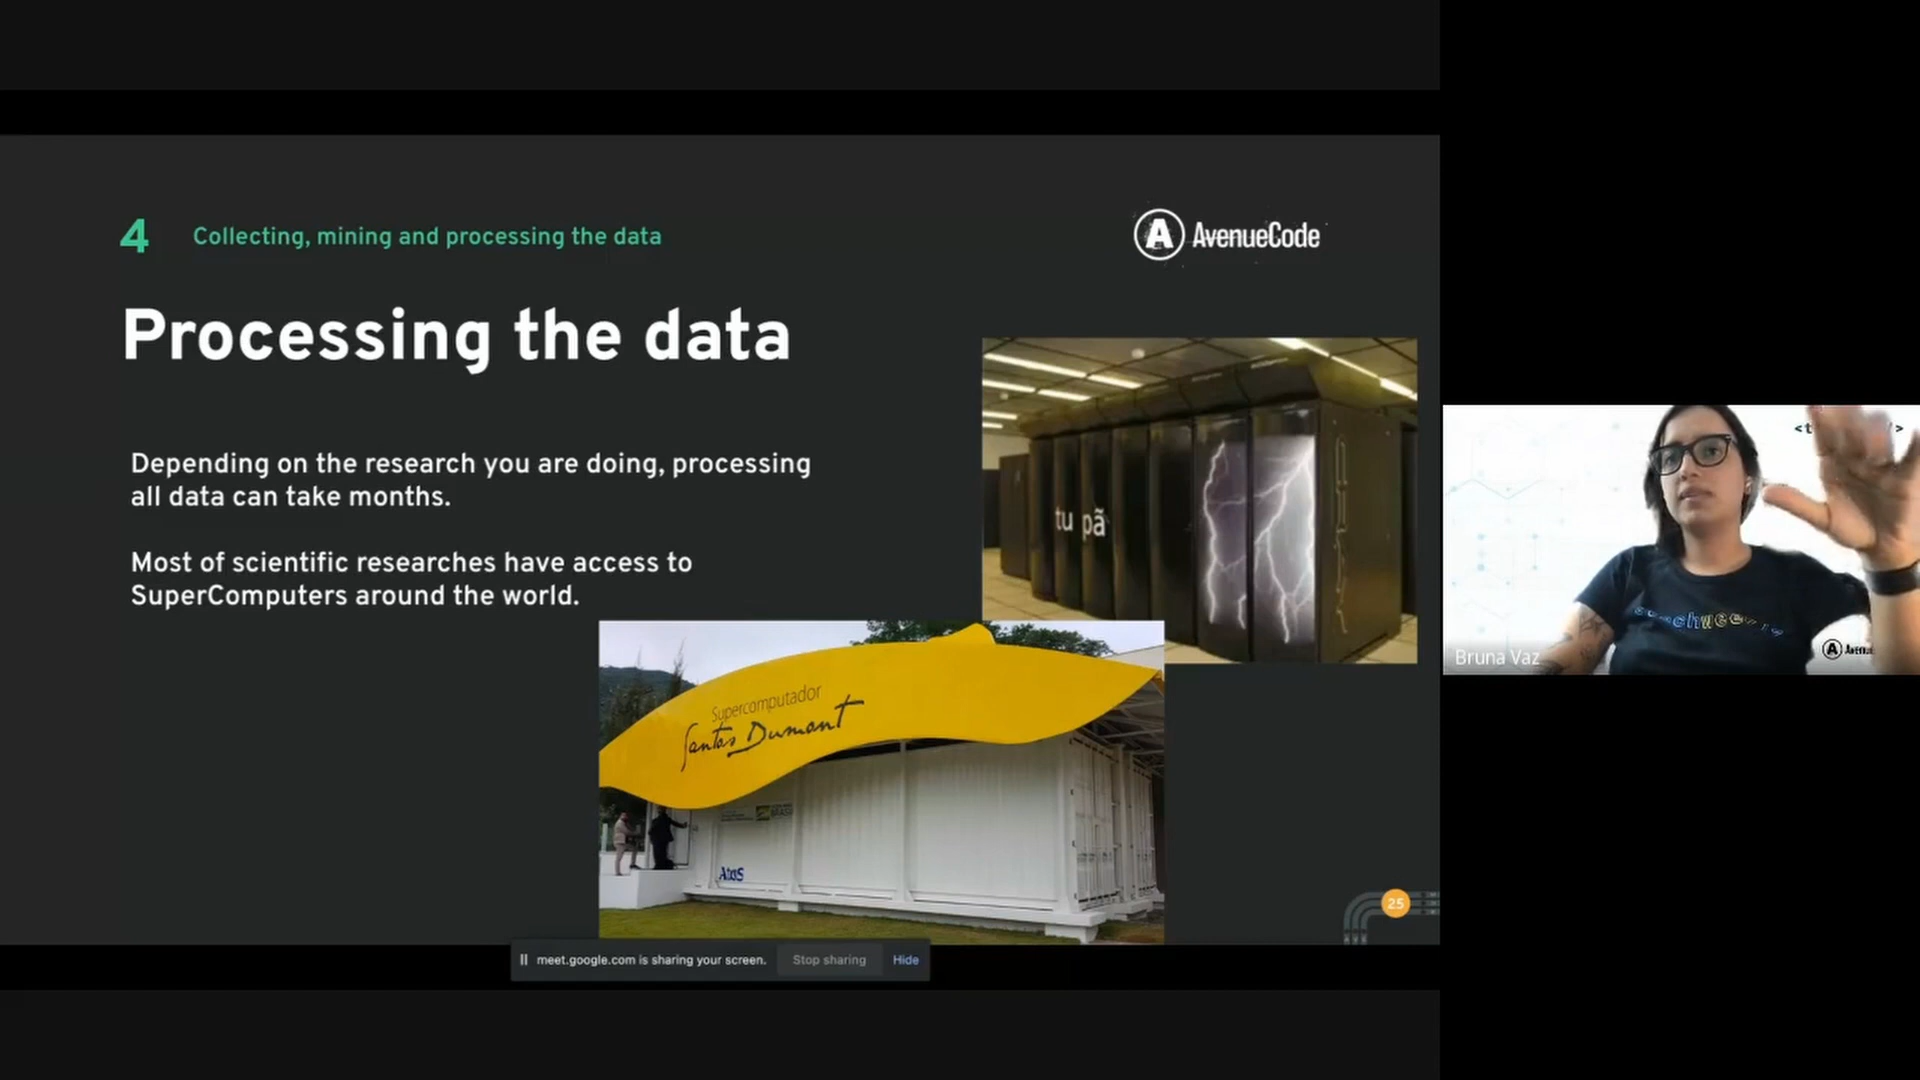 4 Collecting, mining and processing the data
AvenueCode
Processing the data
Depending on the research you are doing, processing
all data can take months.
Most of scientific researches have access to
SuperComputers around the world.
tupã
Supercomputador
Santos Dumont
BRASIL
Atos
25
Bruna Vaz
meet.google.com is sharing your screen.
Stop sharing
Hide